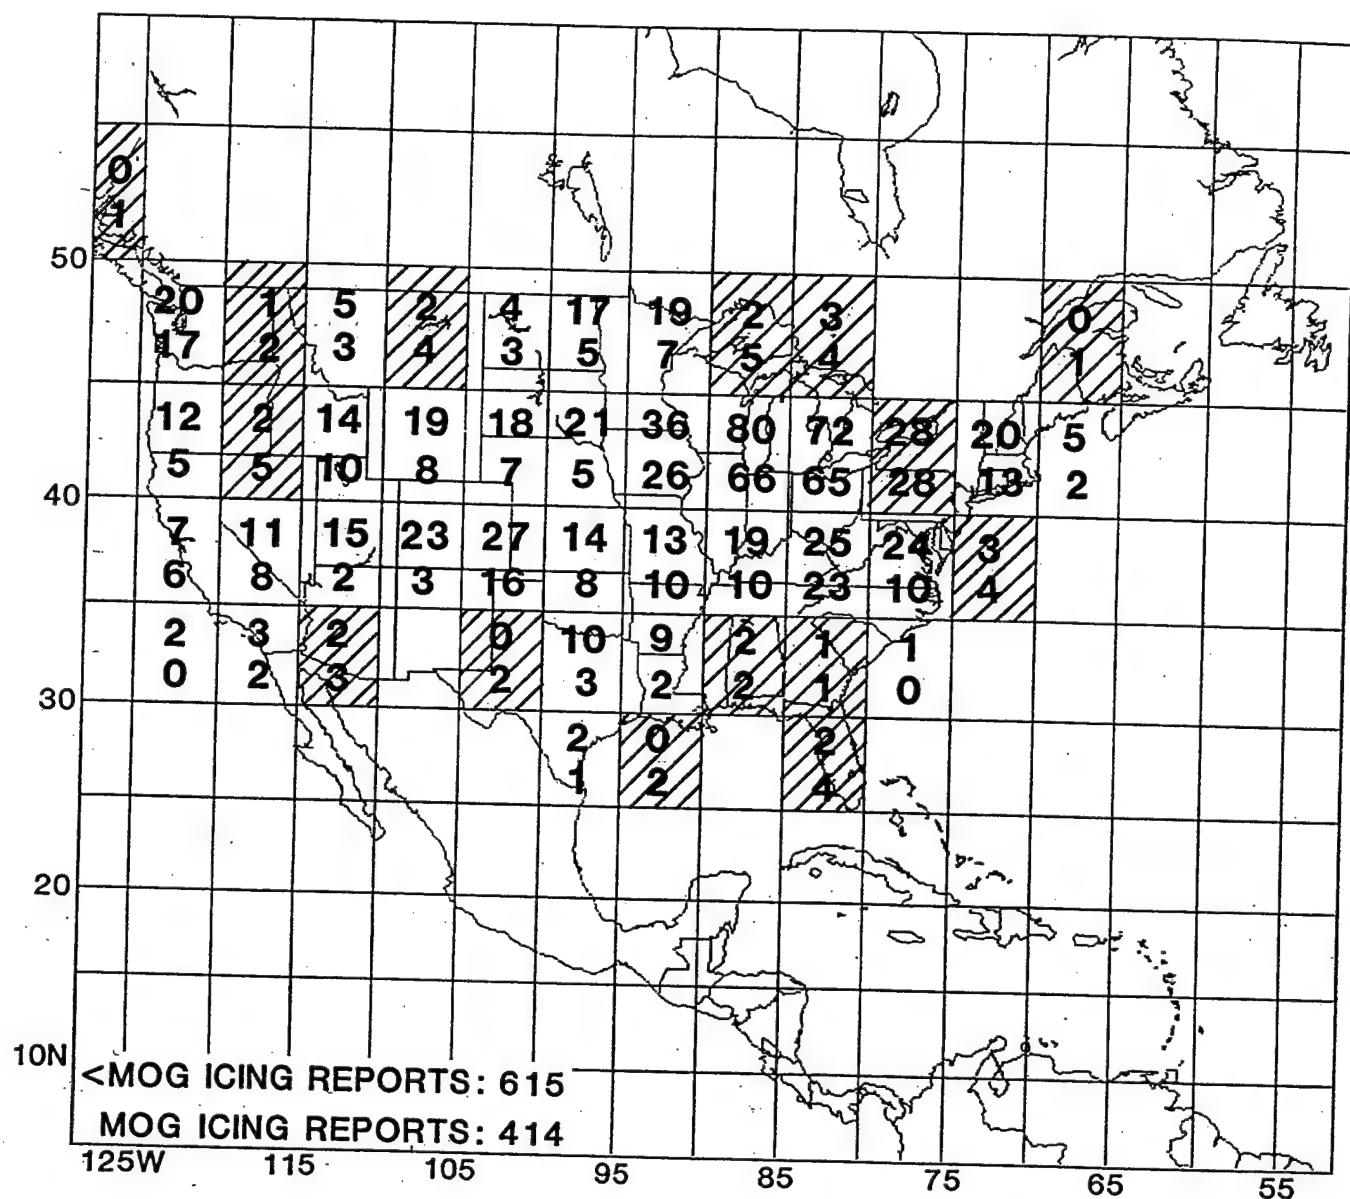 0
1
50
20 1 5 2 4 17 19 2 3 0
17 2 3 4 3 5 7 5 4 1
12 2 14 19 18 21 36 80 72 28 20 5
5 5 10 8 7 5 26 66 65 28 13 2
40
7 11 15 23 27 14 13 19 25 24 3
6 8 2 3 16 8 10 10 23 10 4
2 3 2 0 10 9 2 1 1
0 2 3 2 3 2 2 1 0
30
2 0 2
1 2 4
20
10N
<MOG ICING REPORTS: 615
MOG ICING REPORTS: 414
125W 115 105 95 85 75 65 55